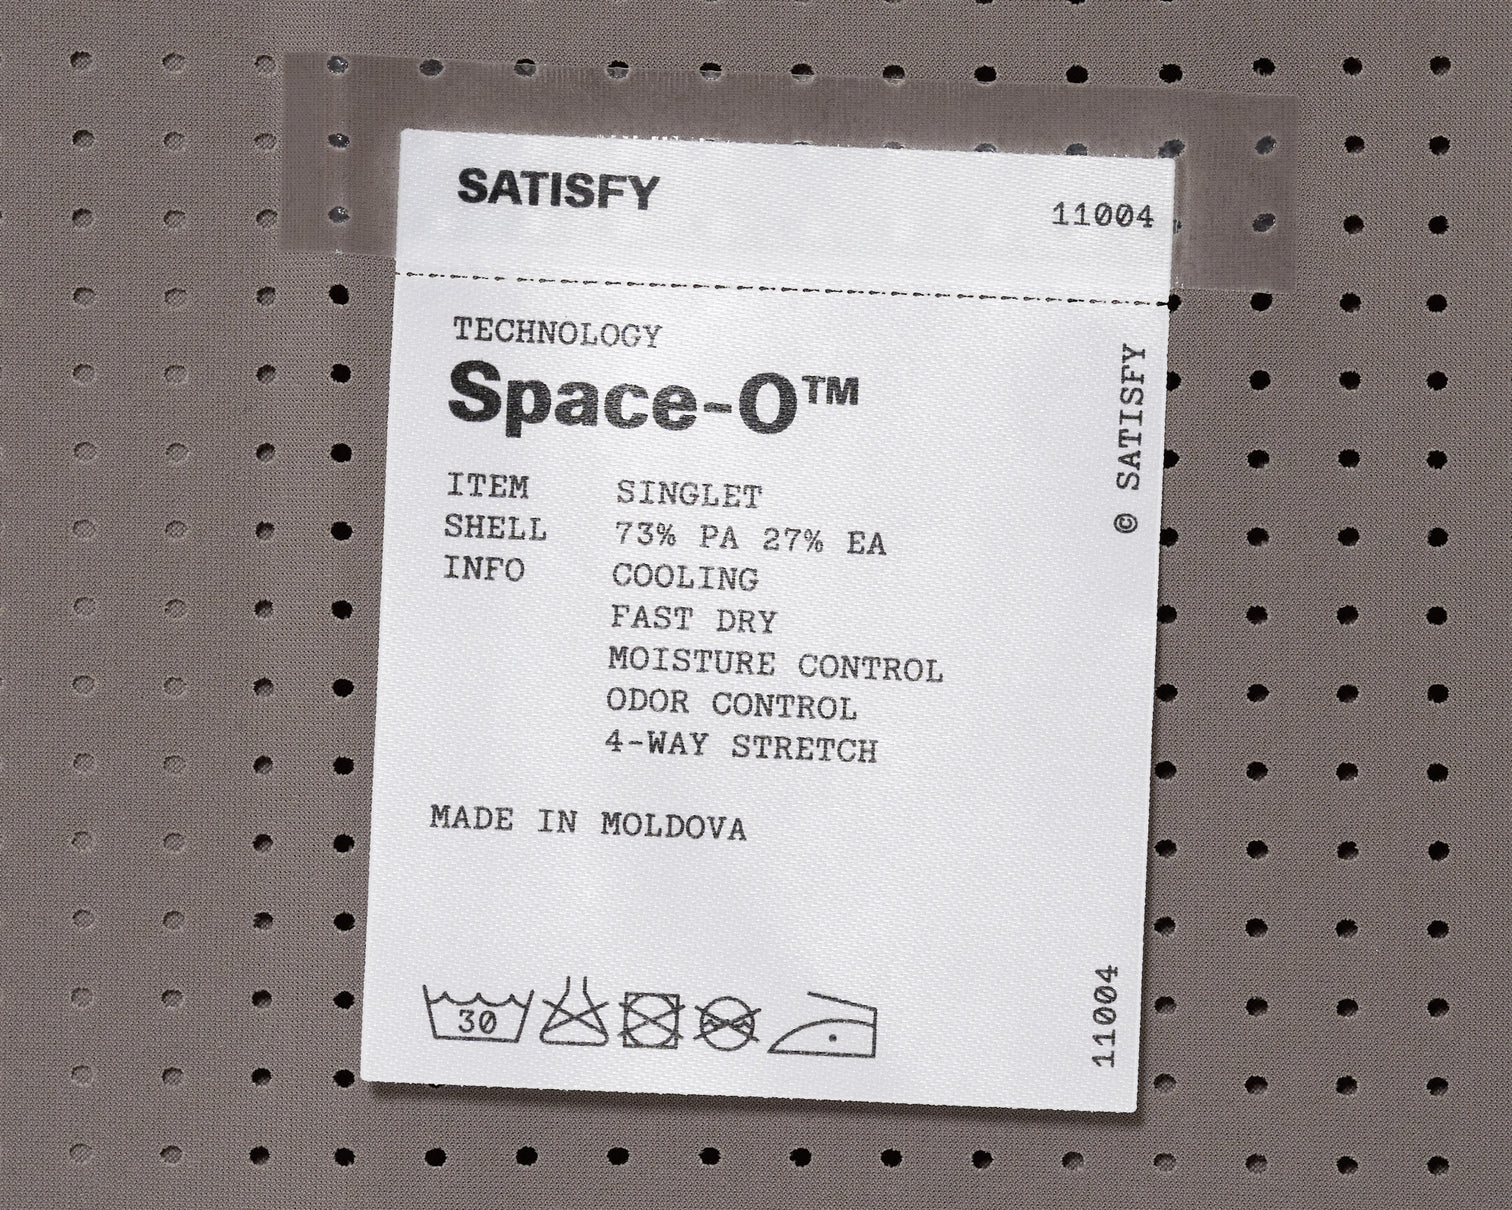 SATISFY
11004
TECHNOLOGY
Space-O™
ITEM SINGLET
SHELL 73% PA 27% EA
INFO COOLING
FAST DRY
MOISTURE CONTROL
ODOR CONTROL
4-WAY STRETCH
MADE IN MOLDOVA
30
© SATISFY
11004